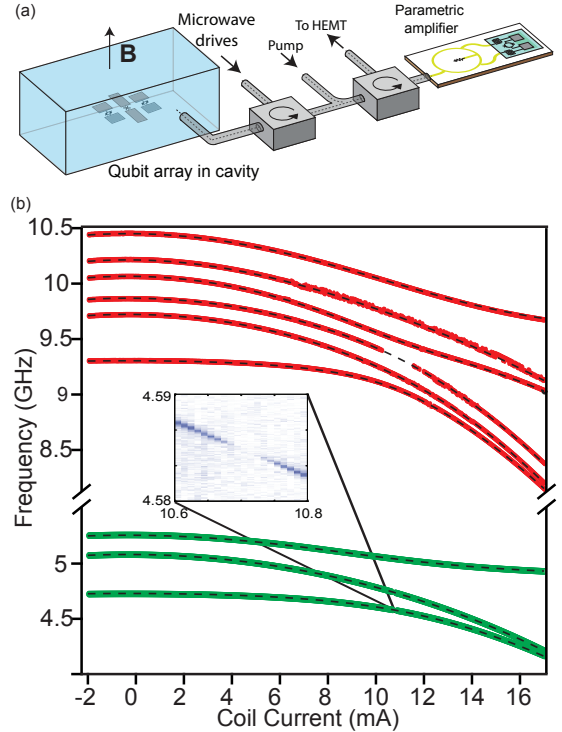 (a)
Microwave
drives
Pump
To HEMT
Parametric
amplifier
B
Qubit array in cavity
(b)
Frequency (GHz)
10.5
10
9.5
9
8.5
5
4.5
4.59
4.58
10.6
10.8
-2 0 2 4 6 8 10 12 14 16
Coil Current (mA)